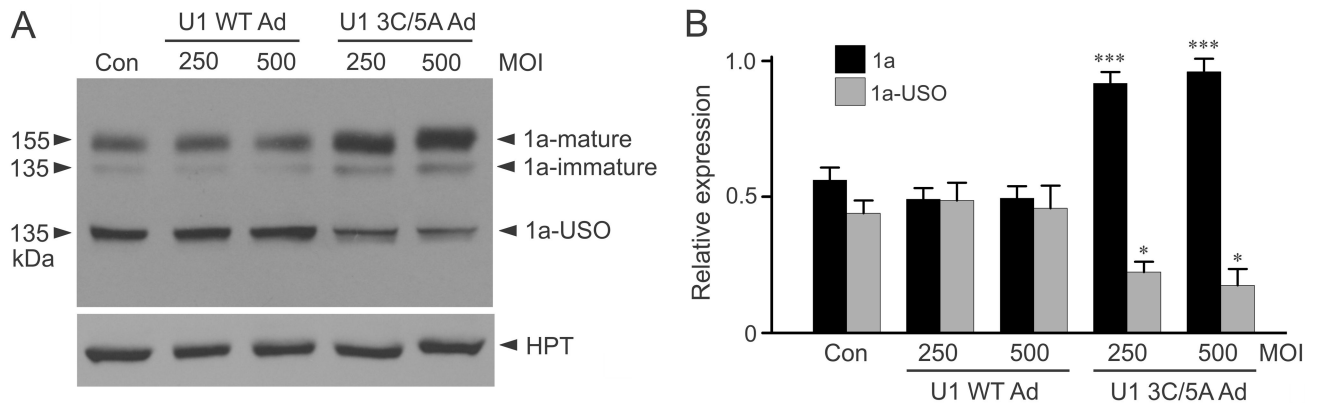 A
U1 WT Ad U1 3C/5A Ad
Con 250 500 250 500 MOI
155 1a-mature
135 1a-immature
135 1a-USO
kDa
HPT
B
Relative expression
1.0
0.5
0
1a
1a-USO
*** ***
* *
Con 250 500 250 500 MOI
U1 WT Ad U1 3C/5A Ad